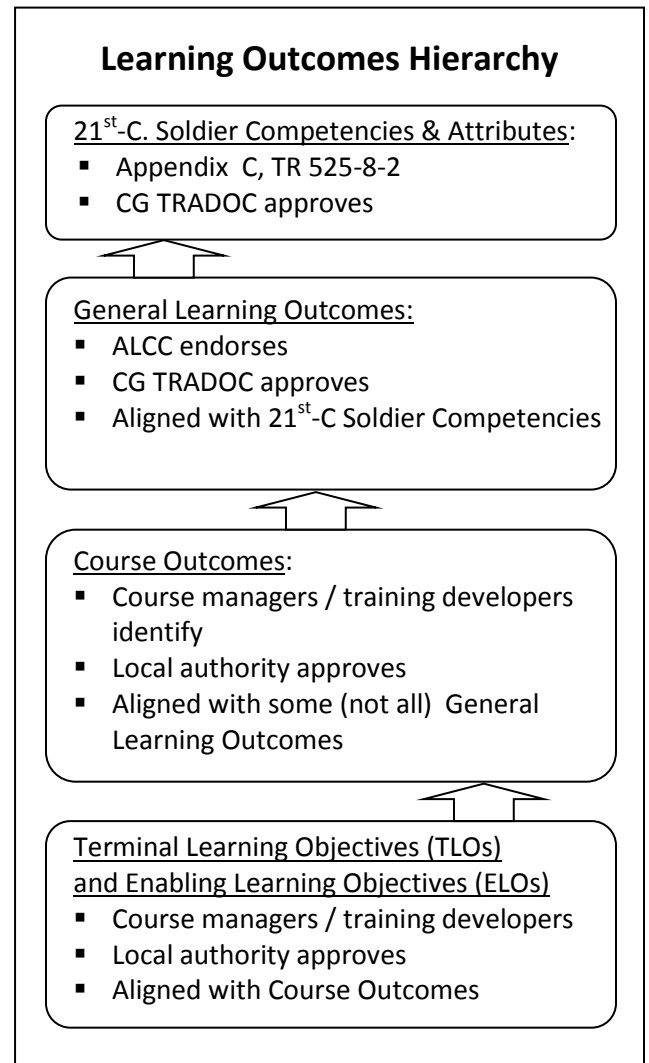 Learning Outcomes Hierarchy
21st-C. Soldier Competencies & Attributes:
▪ Appendix C, TR 525-8-2
▪ CG TRADOC approves
General Learning Outcomes:
▪ ALCC endorses
▪ CG TRADOC approves
▪ Aligned with 21st-C Soldier Competencies
Course Outcomes:
▪ Course managers / training developers
identify
▪ Local authority approves
▪ Aligned with some (not all) General
Learning Outcomes
Terminal Learning Objectives (TLOs)
and Enabling Learning Objectives (ELOs)
▪ Course managers / training developers
▪ Local authority approves
▪ Aligned with Course Outcomes